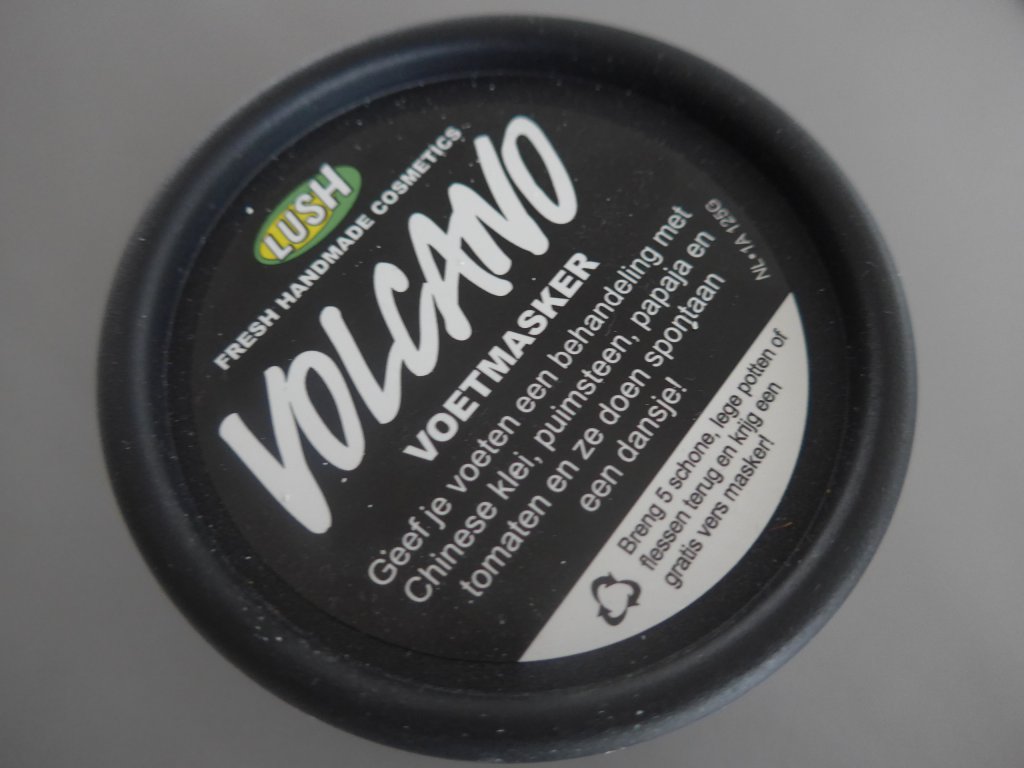 LUSH
FRESH HANDMADE COSMETICS
VOLCANO
VOETMASKER
Geef je voeten een behandeling met
Chinese klei, puimsteen, papaja en
tomaten en ze doen spontaan
een dansje!
NL•1A 125G
Breng 5 schone, lege potten of
flessen terug en krijg een
gratis vers masker!